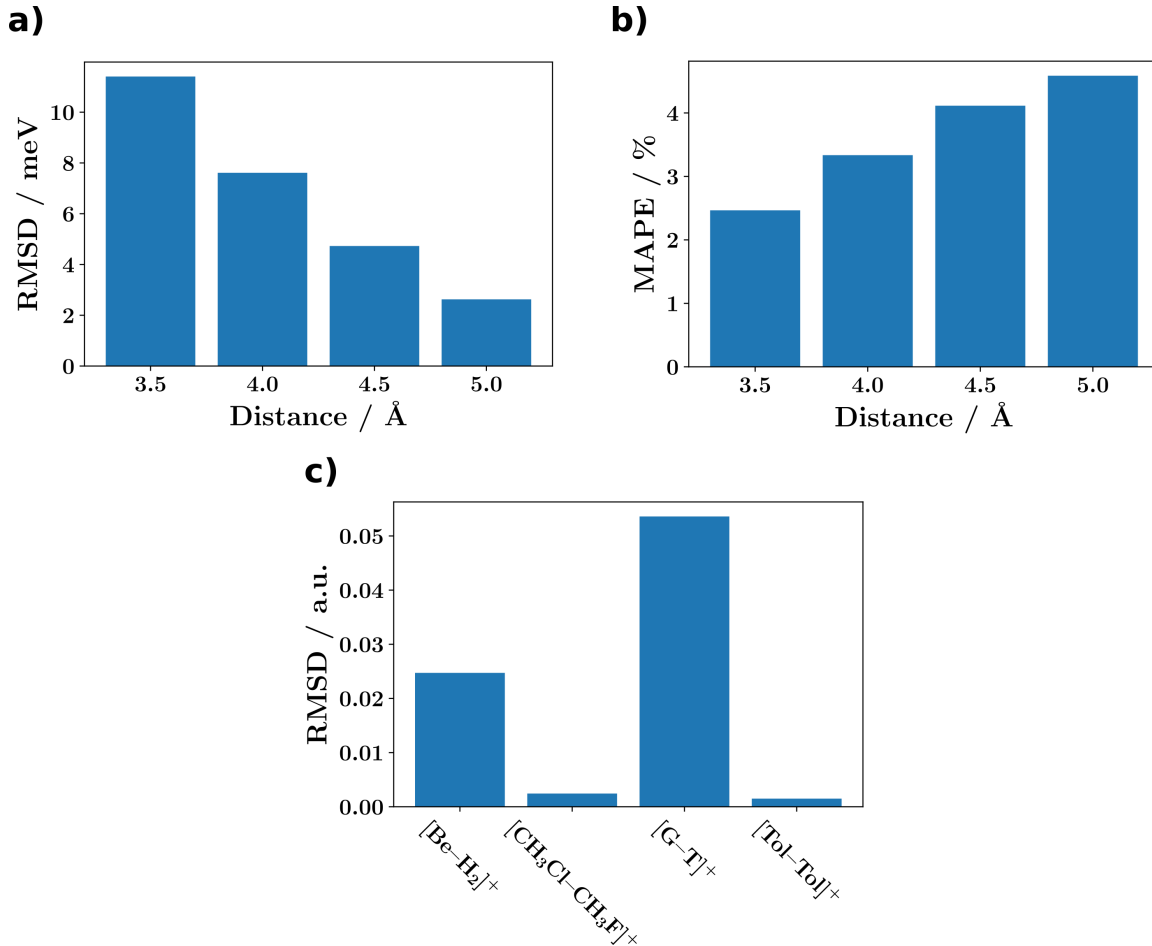 a)
RMSD / meV
10
8
6
4
2
0
3.5 4.0 4.5 5.0
Distance / Å
b)
MAPE / %
4
3
2
1
0
3.5 4.0 4.5 5.0
Distance / Å
c)
RMSD / a.u.
0.05
0.04
0.03
0.02
0.01
0.00
[Be–H₂]⁺
[CH₃Cl–CH₃F]⁺
[G–T]⁺
[Tol–Tol]⁺